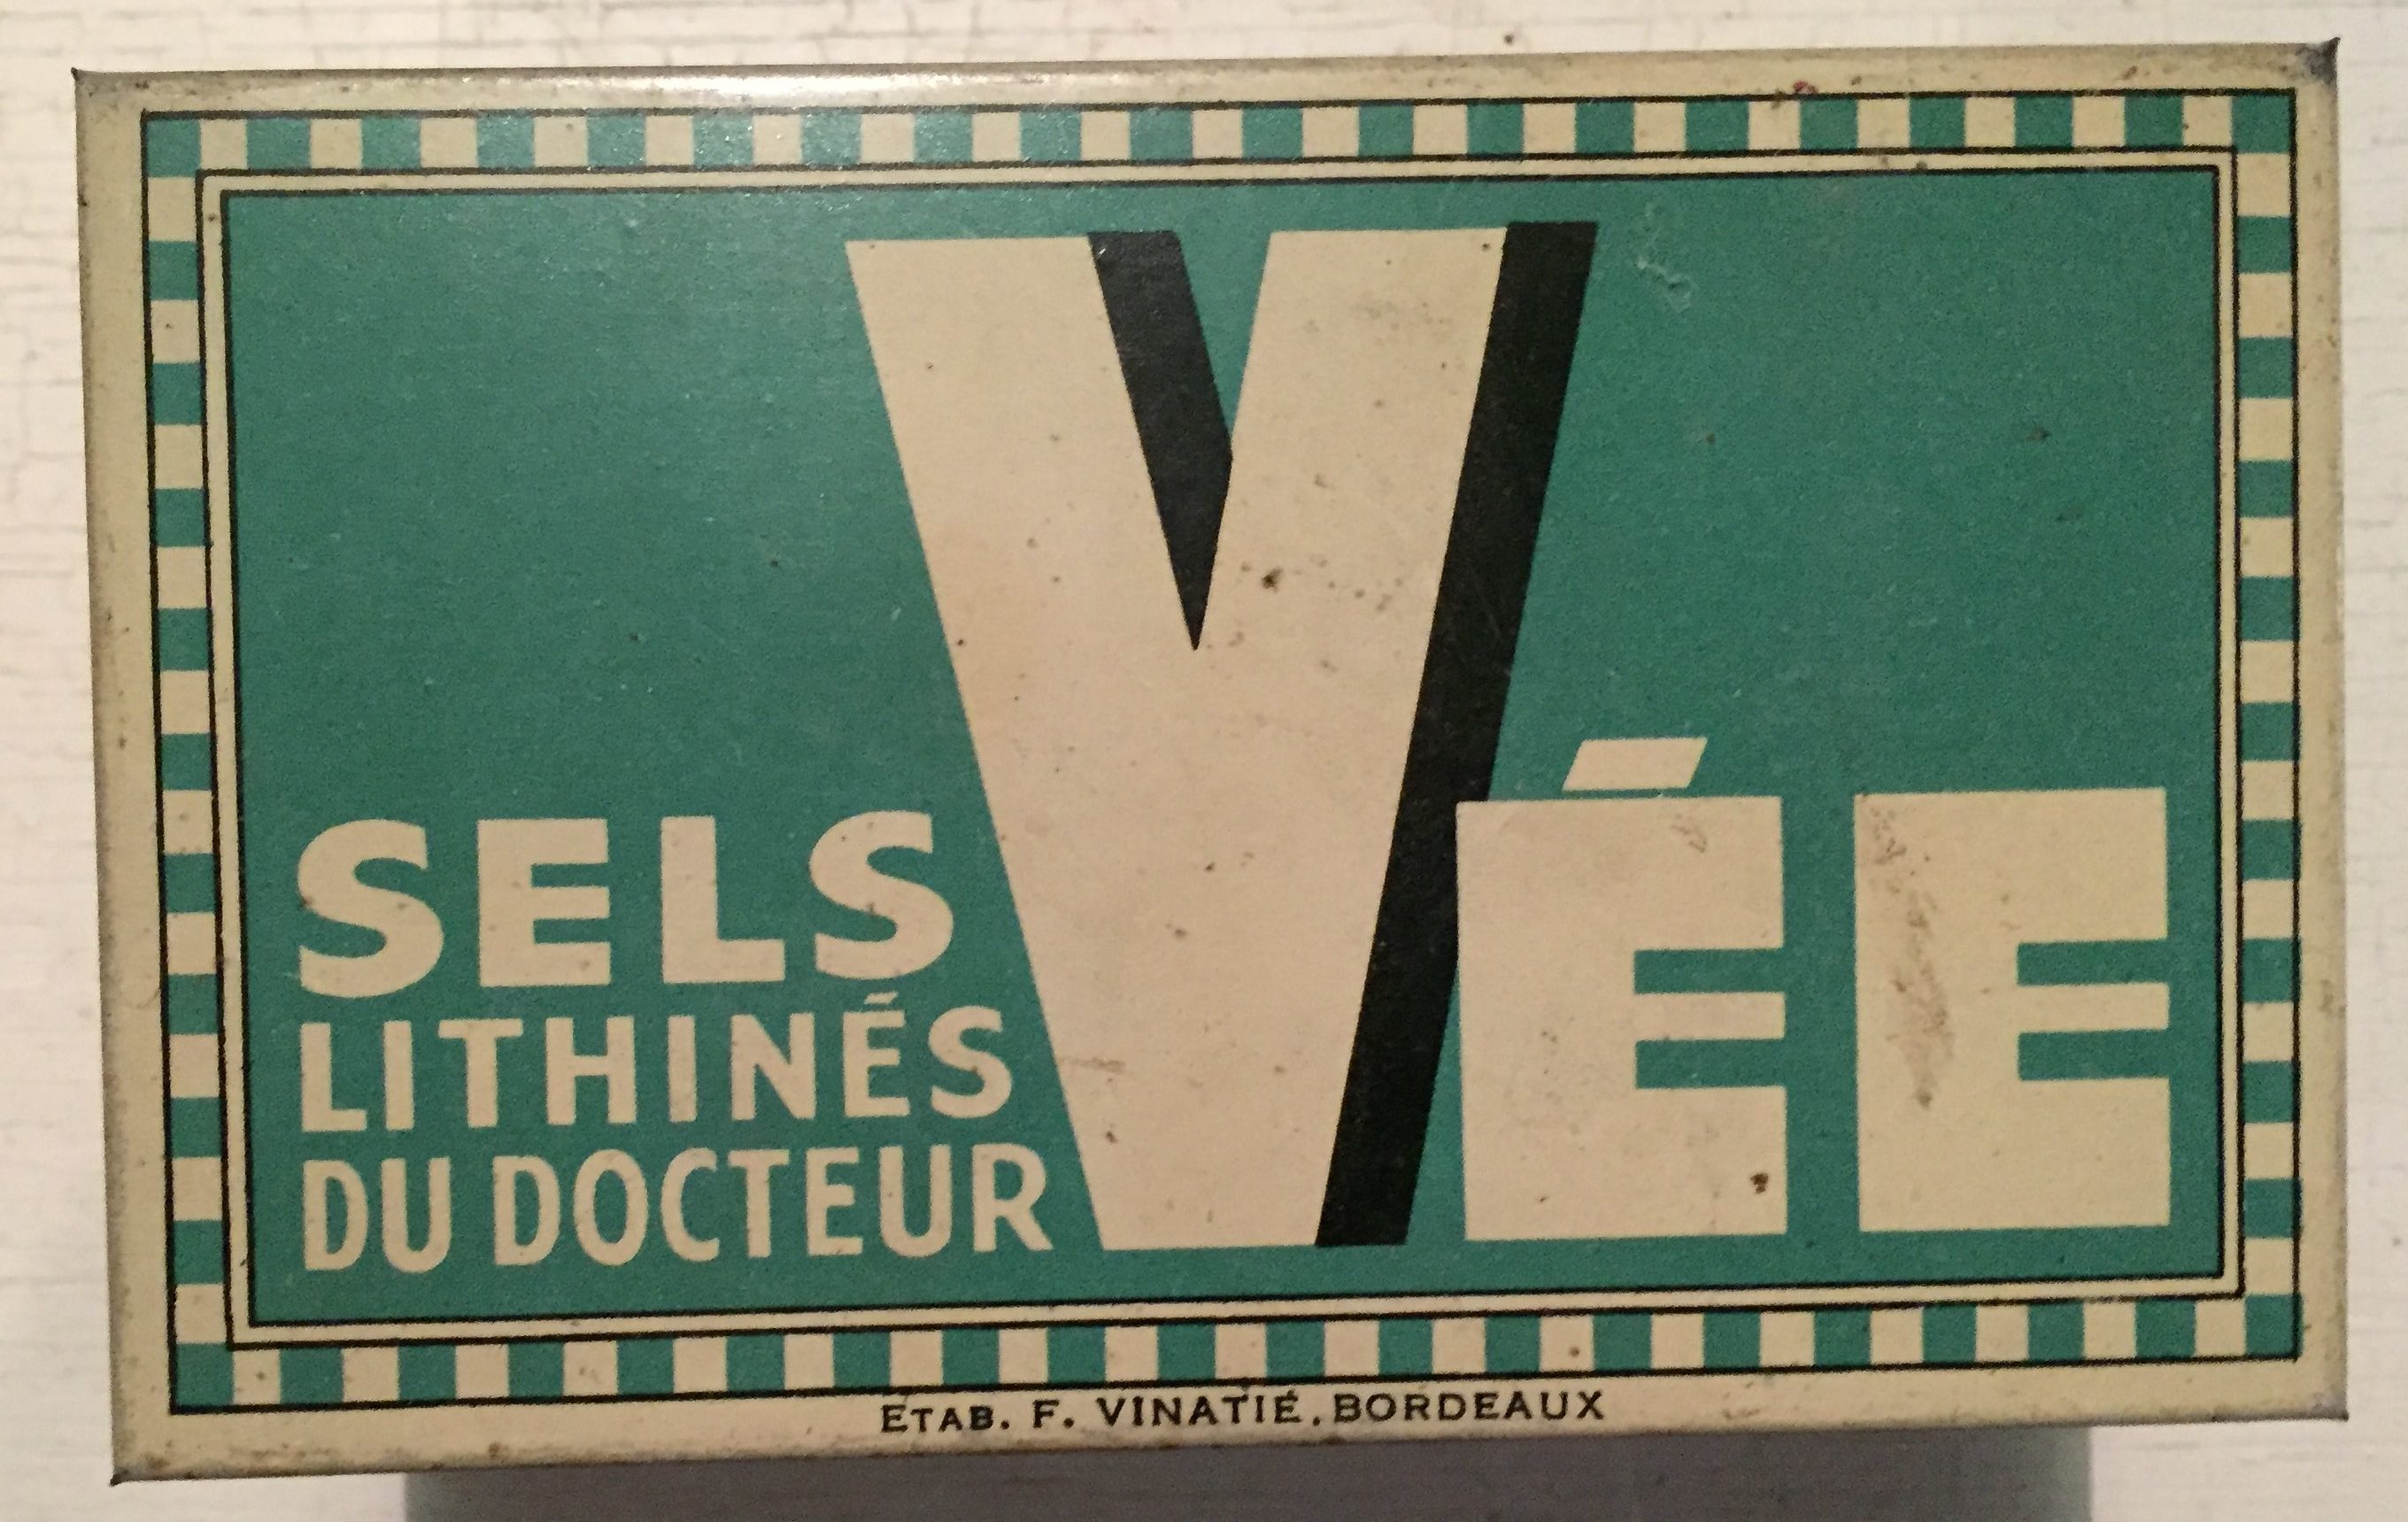 SELS
LITHINÉS
DU DOCTEUR
VÉE
ETAB. F. VINATIÉ, BORDEAUX